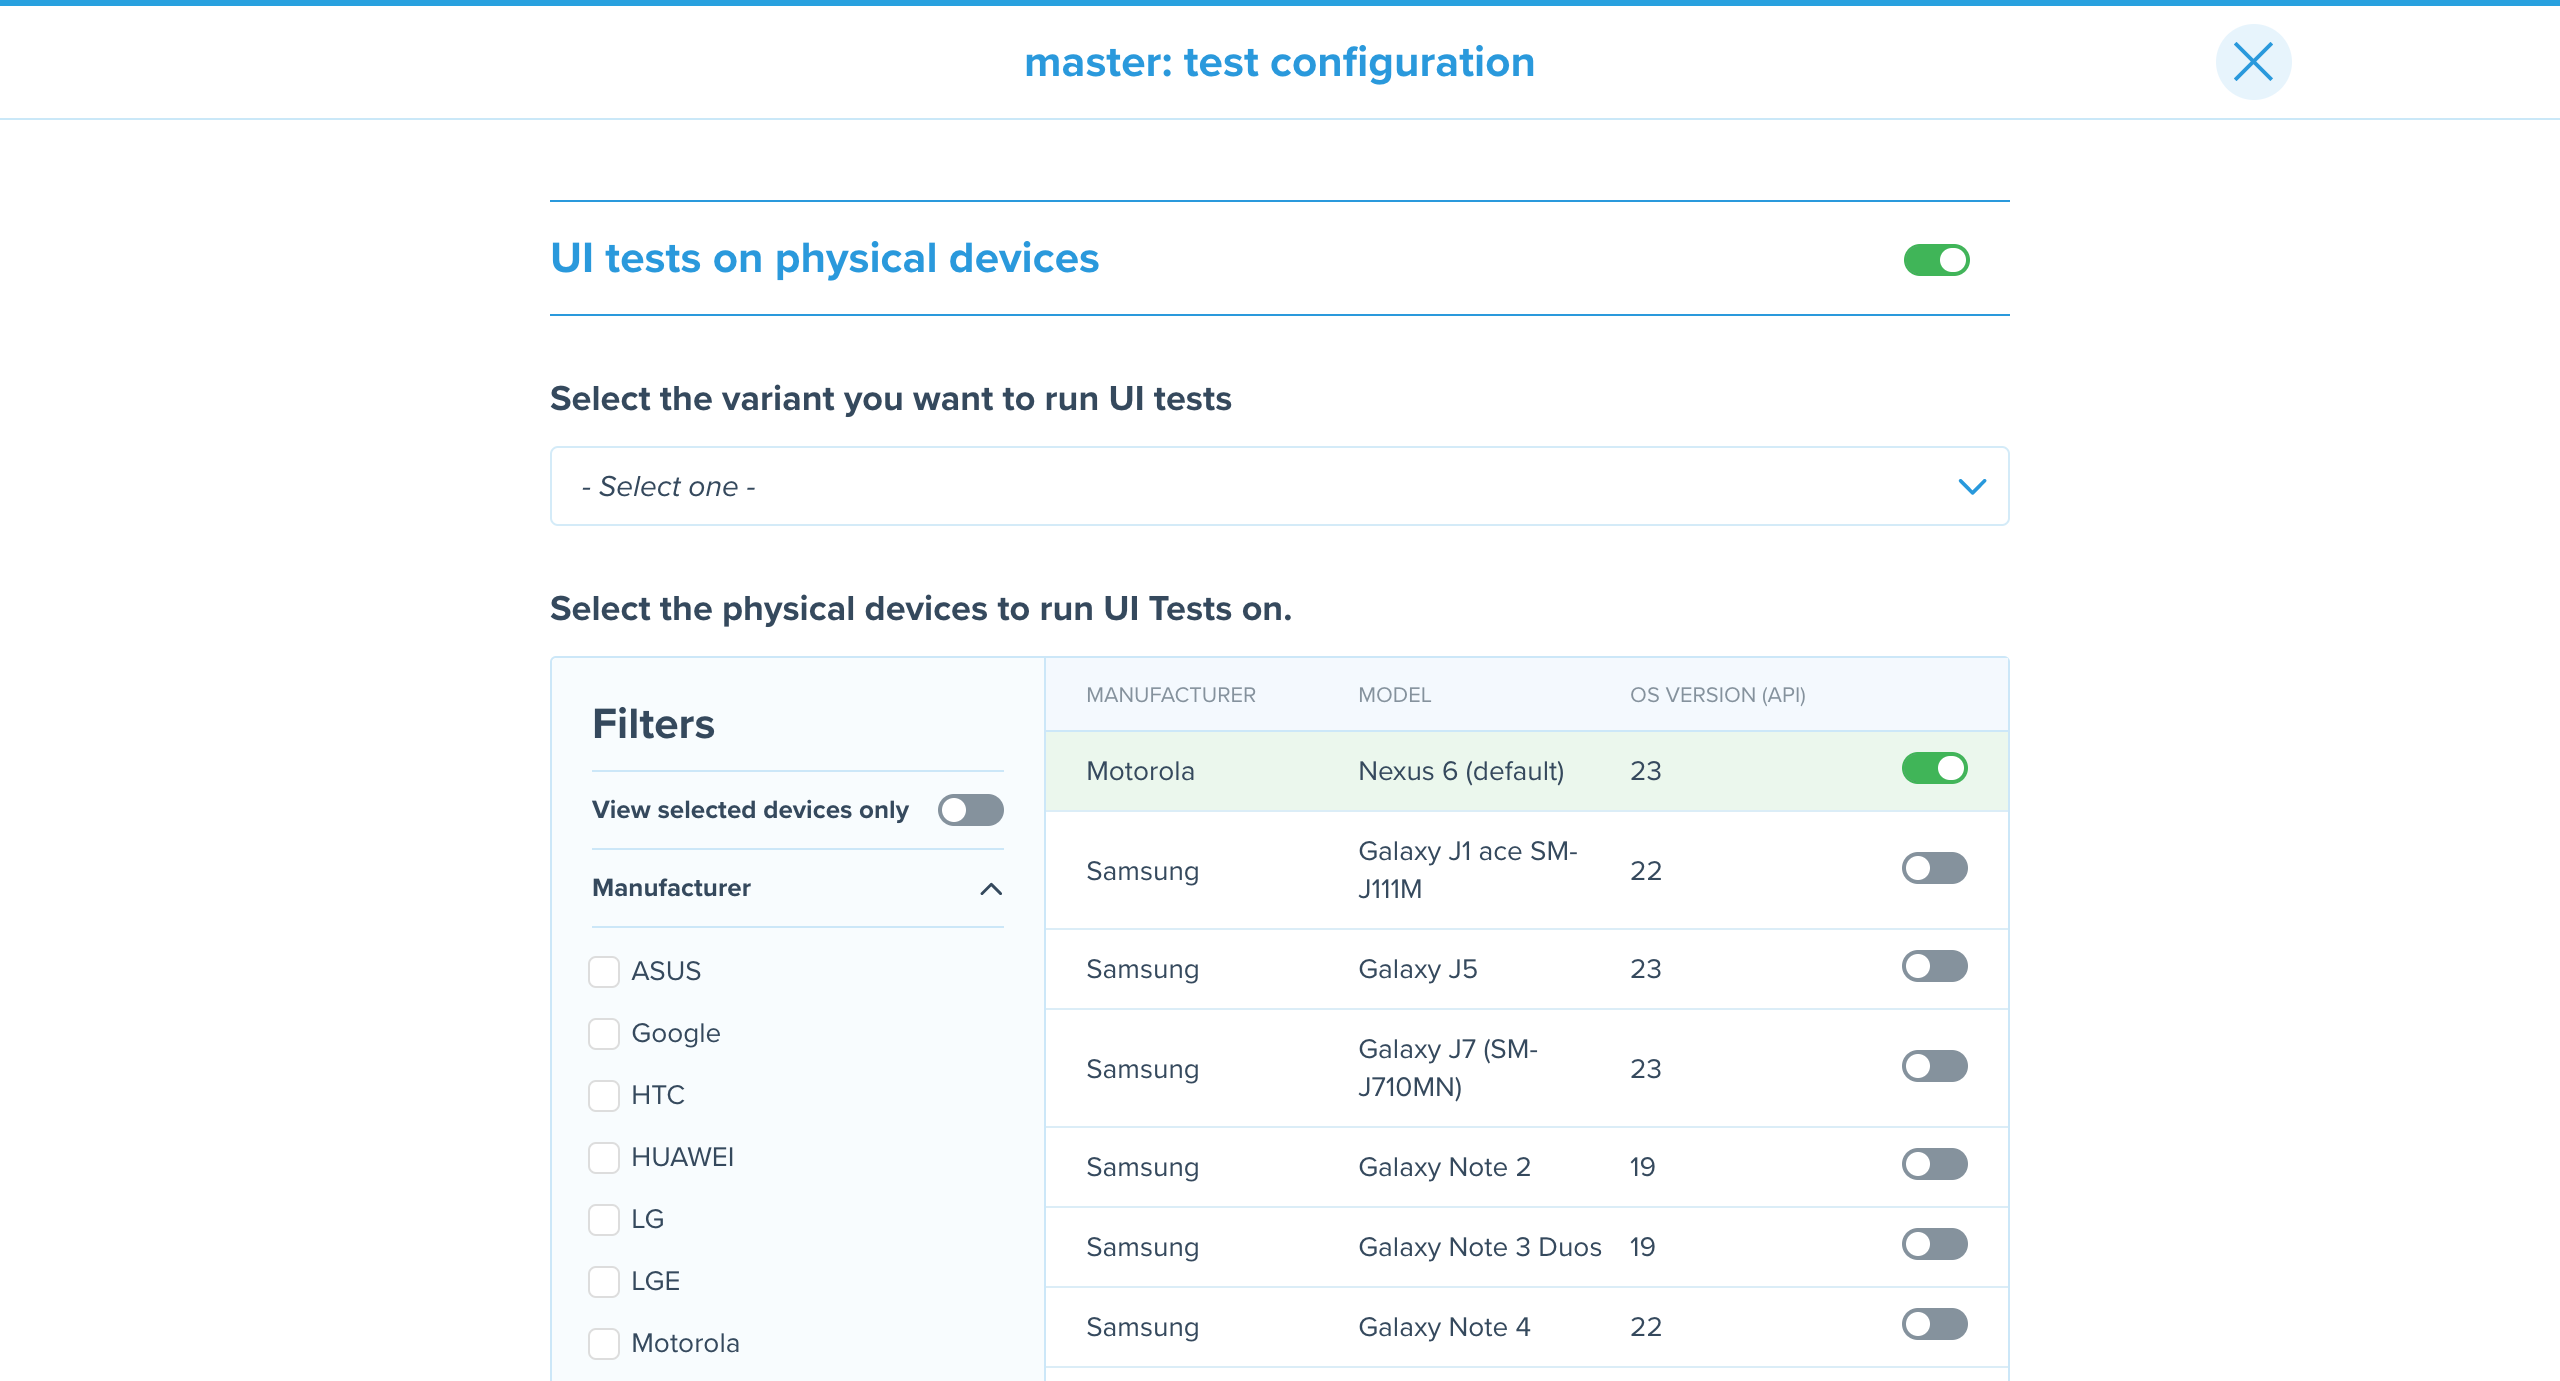 master: test configuration
UI tests on physical devices
Select the variant you want to run UI tests
- Select one -
Select the physical devices to run UI Tests on.
Filters
View selected devices only
Manufacturer
ASUS
Google
HTC
HUAWEI
LG
LGE
Motorola
MANUFACTURER MODEL OS VERSION (API)
Motorola Nexus 6 (default) 23
Samsung Galaxy J1 ace SM-
J111M 22
Samsung Galaxy J5 23
Samsung Galaxy J7 (SM-
J710MN) 23
Samsung Galaxy Note 2 19
Samsung Galaxy Note 3 Duos 19
Samsung Galaxy Note 4 22